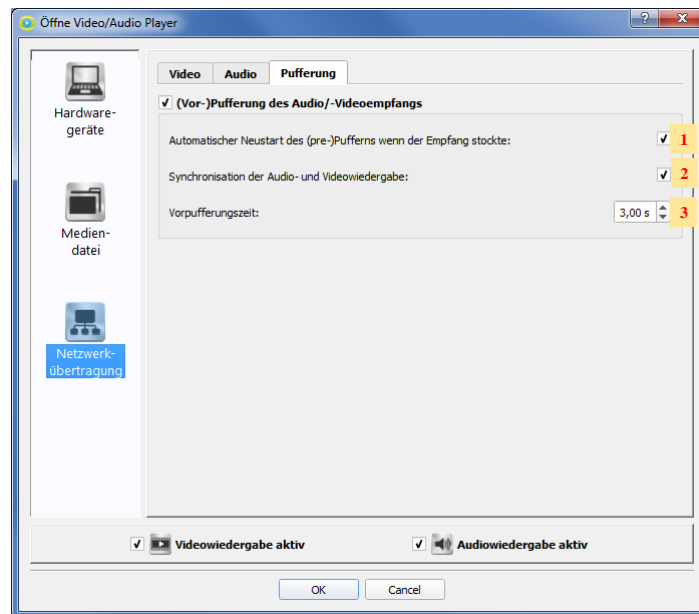 Öffne Video/Audio Player
?
X
Hardware-
geräte
Medien-
datei
Netzwerk-
übertragung
Video
Audio
Pufferung
(Vor-)Pufferung des Audio/-Videoempfangs
Automatischer Neustart des (pre-)Pufferns wenn der Empfang stockte:
1
Synchronisation der Audio- und Videowiedergabe:
2
Vorpufferungszeit:
3,00 s
3
Videowiedergabe aktiv
Audiowiedergabe aktiv
OK
Cancel